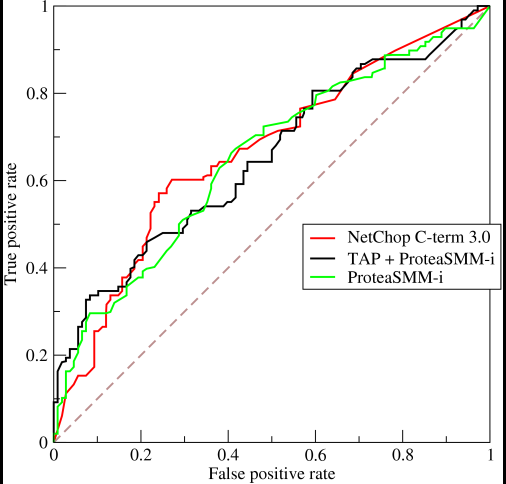 1
0.8
0.6
0.4
0.2
0
True positive rate
NetChop C-term 3.0
TAP + ProteaSMM-i
ProteaSMM-i
0 0.2 0.4 0.6 0.8 1
False positive rate